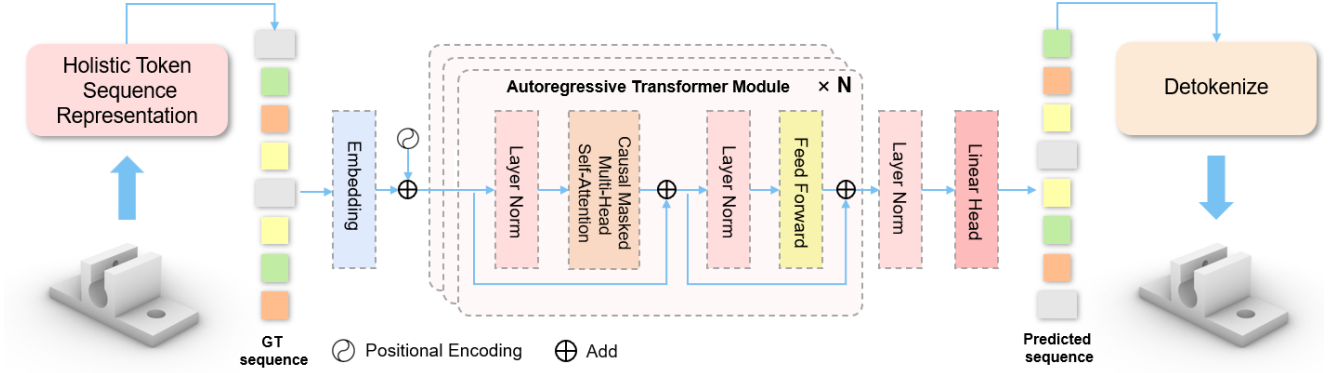 Holistic Token
Sequence
Representation
GT
sequence
Embedding
Autoregressive Transformer Module × N
Layer Norm
Causal Masked
Multi-Head
Self-Attention
Layer Norm
Feed Forward
Layer Norm
Linear Head
Positional Encoding
Add
Predicted
sequence
Detokenize